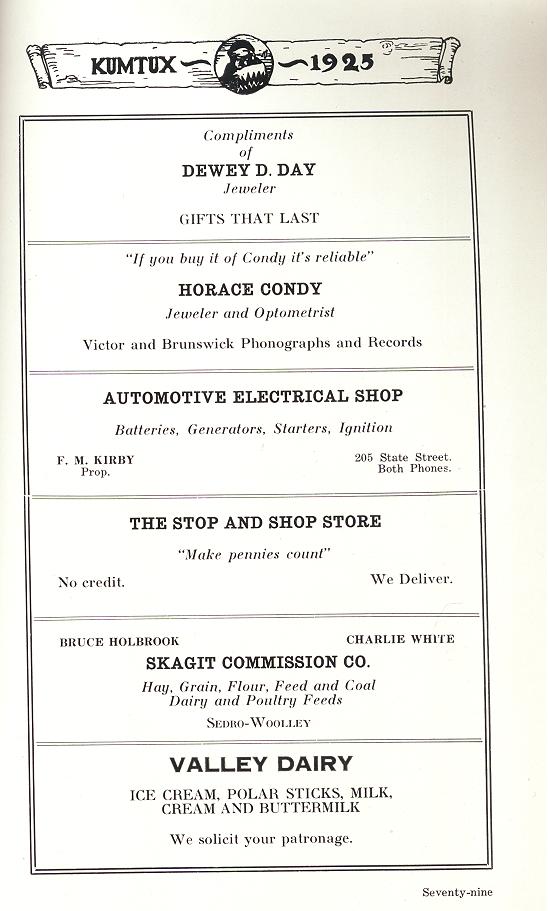 KUMTUX 1925
Compliments
of
DEWEY D. DAY
Jeweler
GIFTS THAT LAST
"If you buy it of Condy it's reliable"
HORACE CONDY
Jeweler and Optometrist
Victor and Brunswick Phonographs and Records
AUTOMOTIVE ELECTRICAL SHOP
Batteries, Generators, Starters, Ignition
F. M. KIRBY
Prop.
205 State Street.
Both Phones.
THE STOP AND SHOP STORE
"Make pennies count"
No credit. We Deliver.
BRUCE HOLBROOK CHARLIE WHITE
SKAGIT COMMISSION CO.
Hay, Grain, Flour, Feed and Coal
Dairy and Poultry Feeds
SEDRO-WOOLLEY
VALLEY DAIRY
ICE CREAM, POLAR STICKS, MILK,
CREAM AND BUTTERMILK
We solicit your patronage.
Seventy-nine